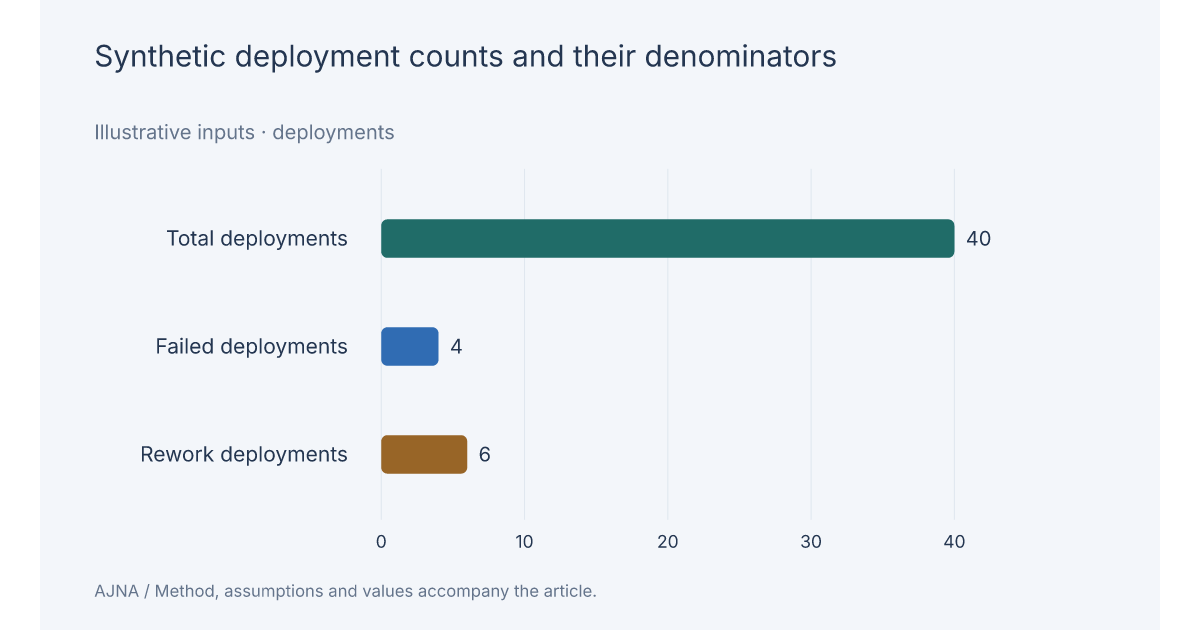 Synthetic deployment counts and their denominators
Illustrative inputs · deployments
Total deployments 40
Failed deployments 4
Rework deployments 6
0 10 20 30 40
AJNA / Method, assumptions and values accompany the article.